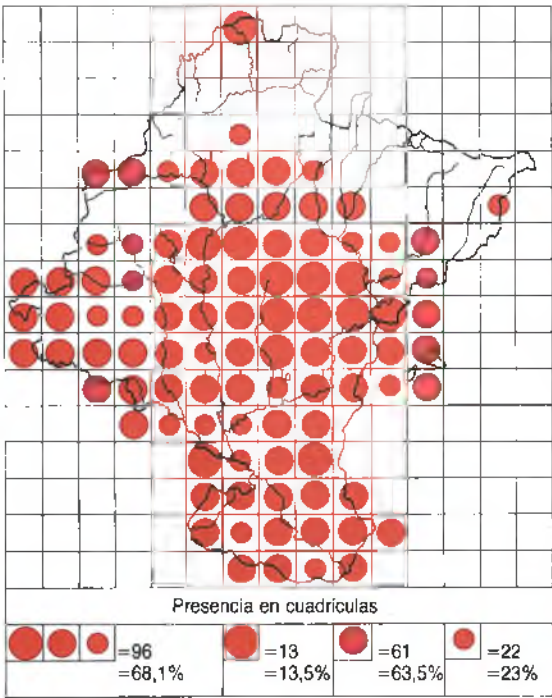 Presencia en cuadrículas
=96 =13 =61 =22
=68,1% =13,5% =63,5% =23%